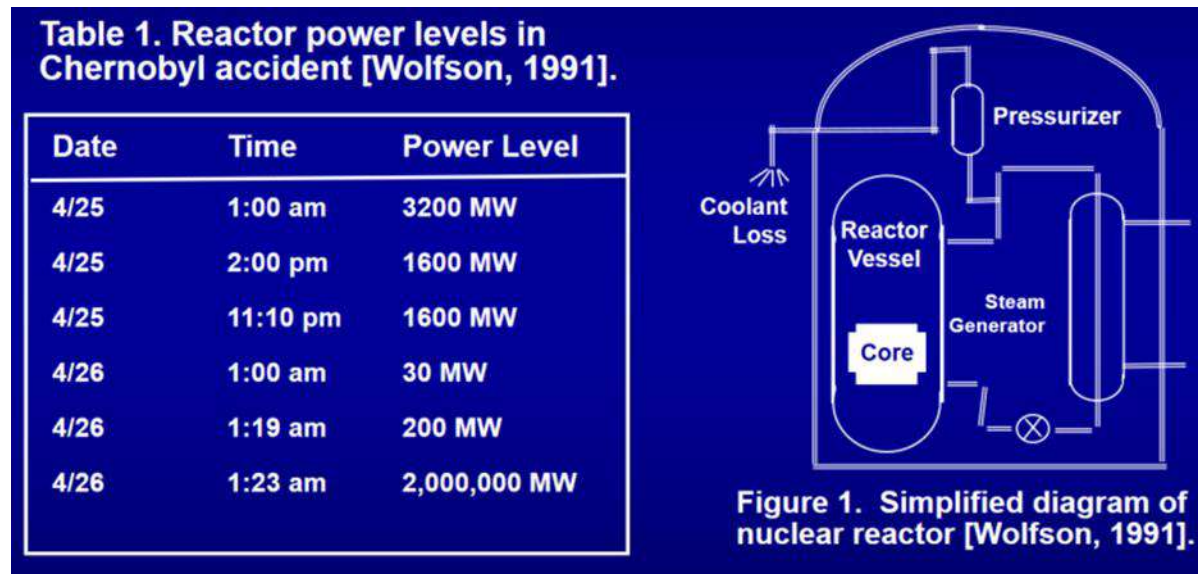 Table 1. Reactor power levels in
Chernobyl accident [Wolfson, 1991].
Date Time Power Level
4/25 1:00 am 3200 MW
4/25 2:00 pm 1600 MW
4/25 11:10 pm 1600 MW
4/26 1:00 am 30 MW
4/26 1:19 am 200 MW
4/26 1:23 am 2,000,000 MW
Pressurizer
Coolant
Loss
Reactor
Vessel
Steam
Generator
Core
Figure 1. Simplified diagram of
nuclear reactor [Wolfson, 1991].